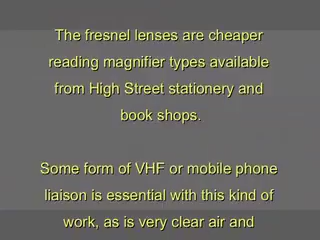 The fresnel lenses are cheaper
reading magnifier types available
from High Street stationery and
book shops.
Some form of VHF or mobile phone
liaison is essential with this kind of
work, as is very clear air and